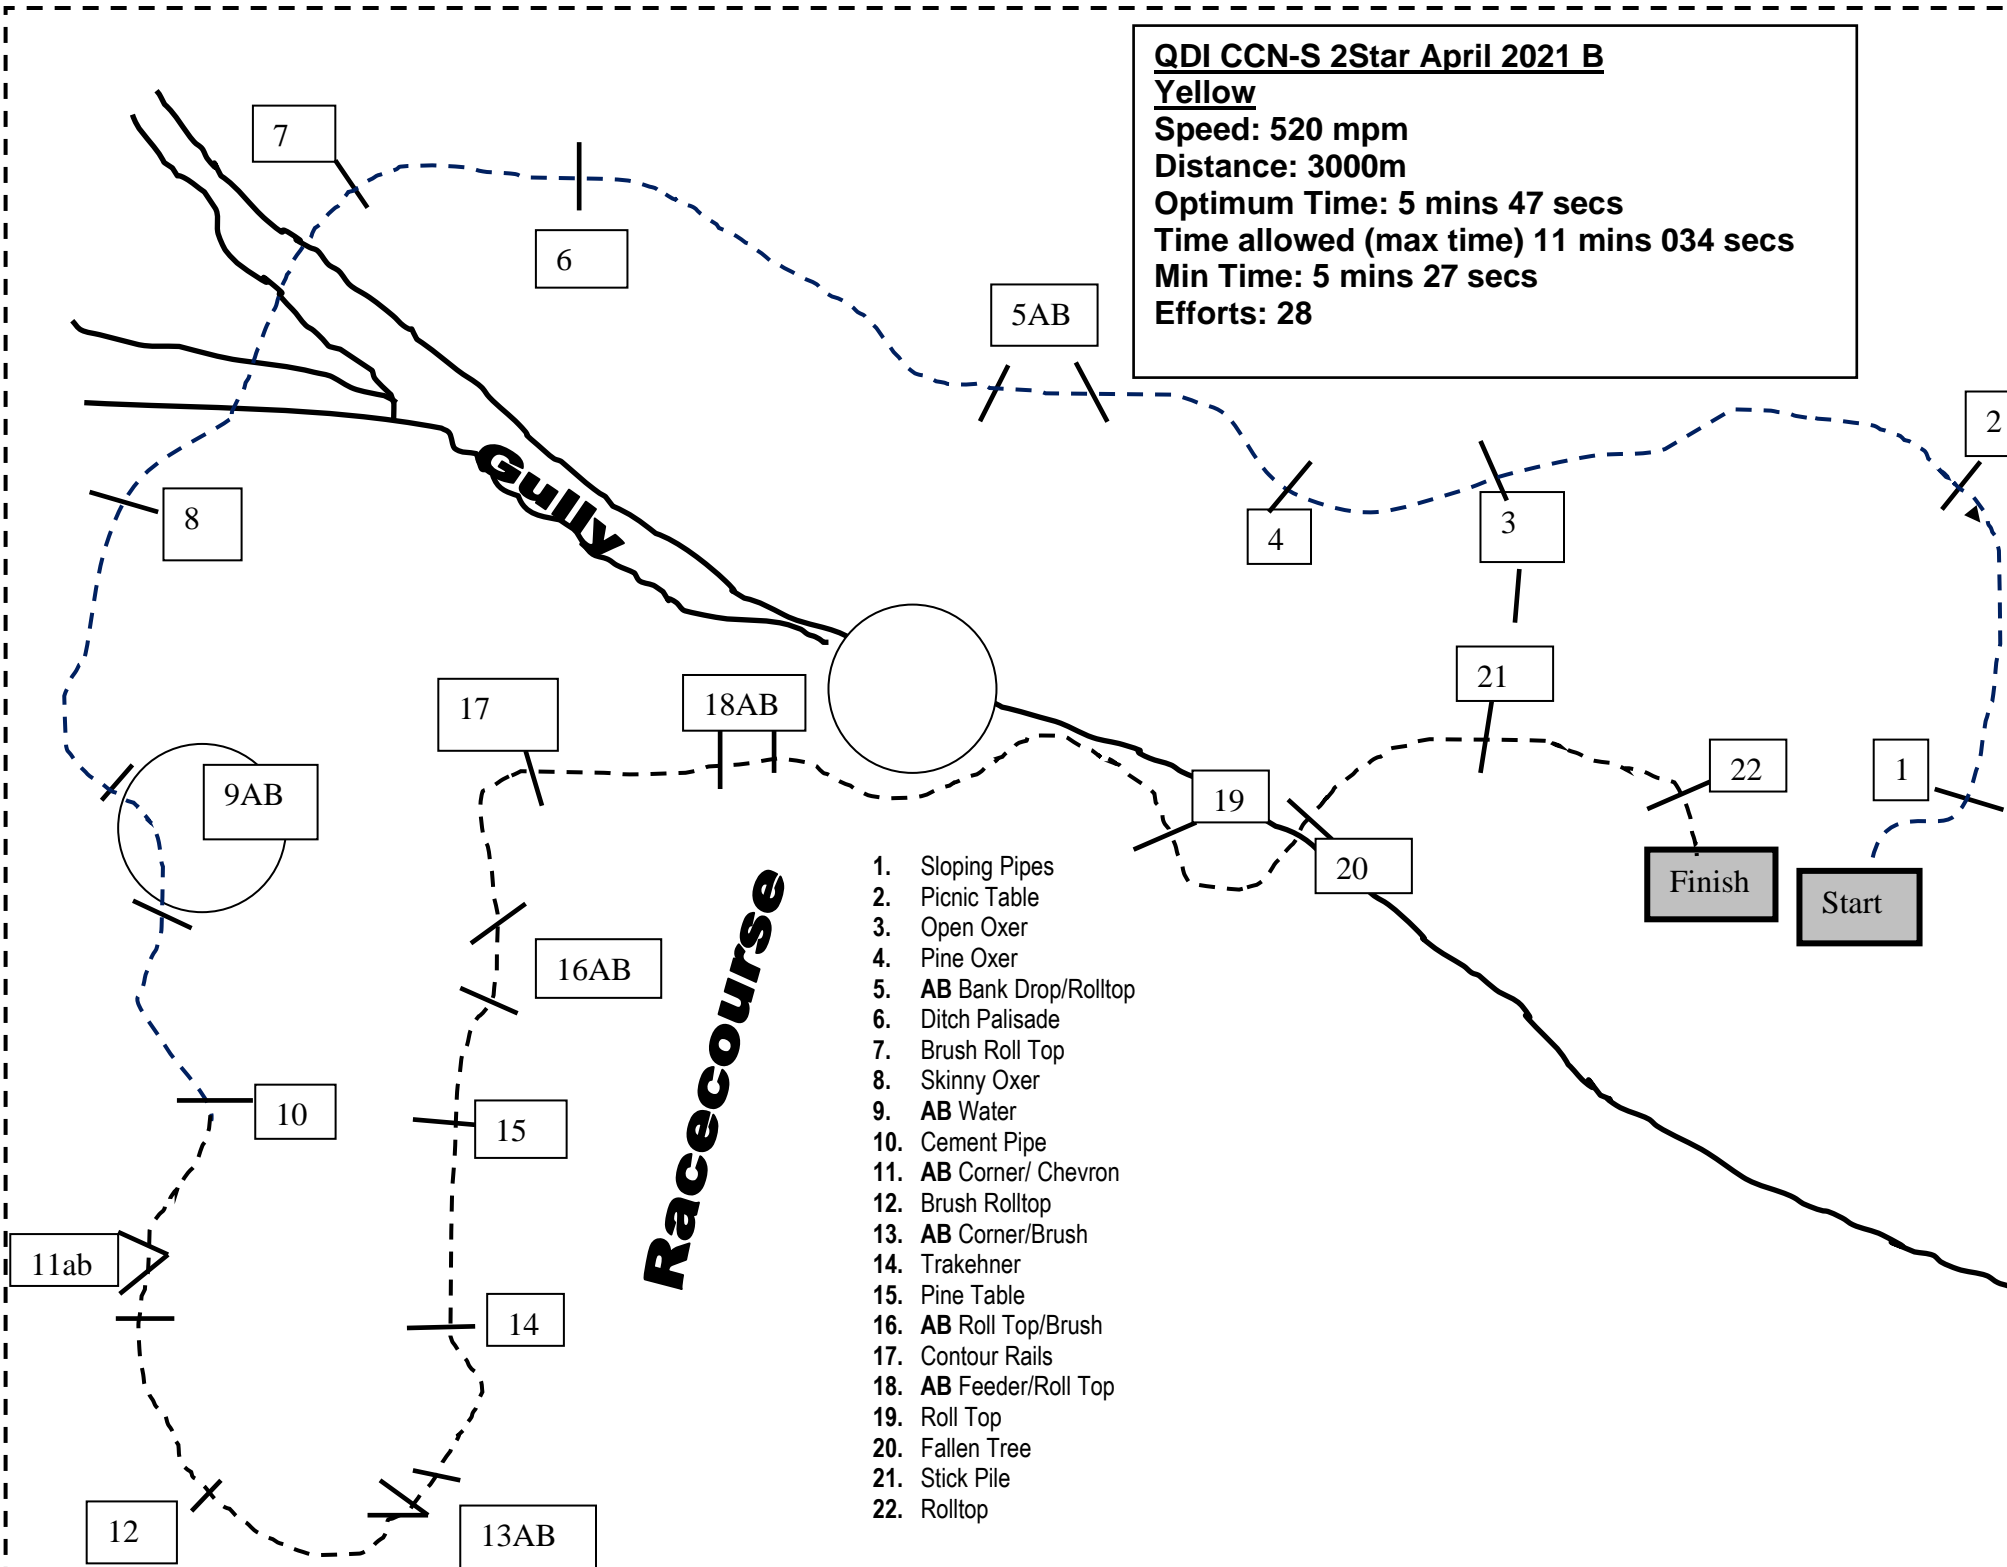 QDI CCN-S 2Star April 2021 B
Yellow
Speed: 520 mpm
Distance: 3000m
Optimum Time: 5 mins 47 secs
Time allowed (max time) 11 mins 034 secs
Min Time: 5 mins 27 secs
Efforts: 28
7
6
5AB
2
4
3
8
Gully
21
17
18AB
22
1
9AB
19
20
Finish
Start
16AB
10
15
11ab
14
12
13AB
Racecourse
1. Sloping Pipes
2. Picnic Table
3. Open Oxer
4. Pine Oxer
5. AB Bank Drop/Rolltop
6. Ditch Palisade
7. Brush Roll Top
8. Skinny Oxer
9. AB Water
10. Cement Pipe
11. AB Corner/ Chevron
12. Brush Rolltop
13. AB Corner/Brush
14. Trakehner
15. Pine Table
16. AB Roll Top/Brush
17. Contour Rails
18. AB Feeder/Roll Top
19. Roll Top
20. Fallen Tree
21. Stick Pile
22. Rolltop